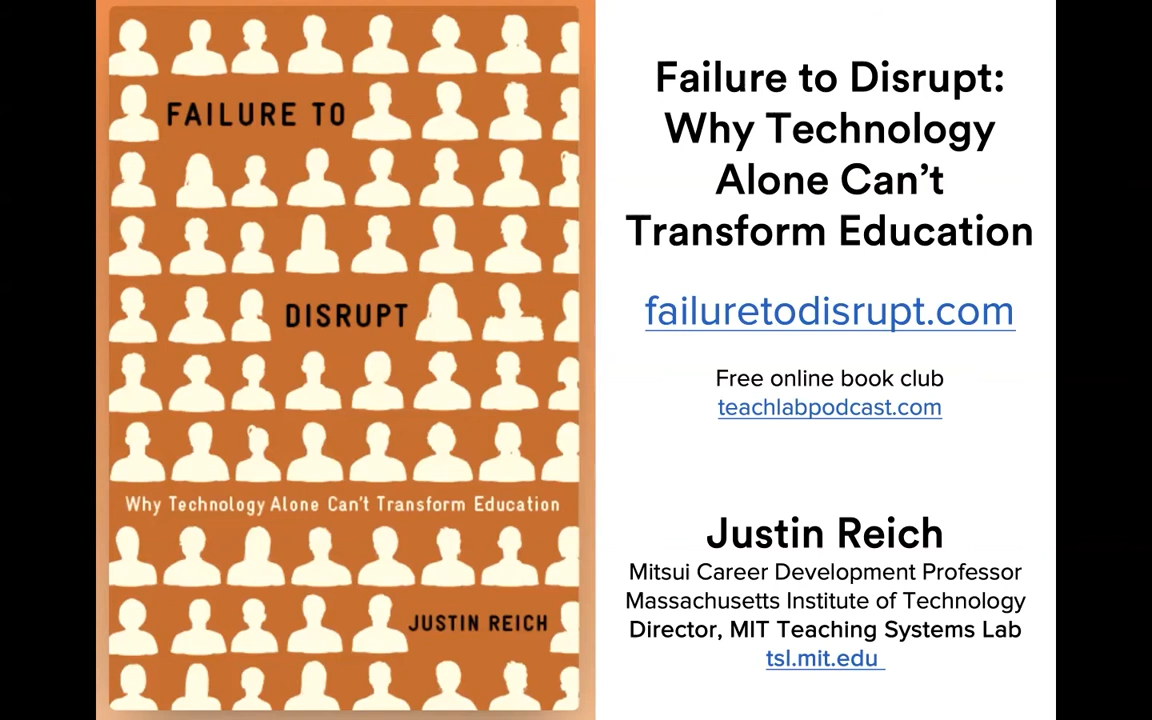 FAILURE TO
DISRUPT
Why Technology Alone Can't Transform Education
JUSTIN REICH
Failure to Disrupt:
Why Technology
Alone Can’t
Transform Education
failuretodisrupt.com
Free online book club
teachlabpodcast.com
Justin Reich
Mitsui Career Development Professor
Massachusetts Institute of Technology
Director, MIT Teaching Systems Lab
tsl.mit.edu